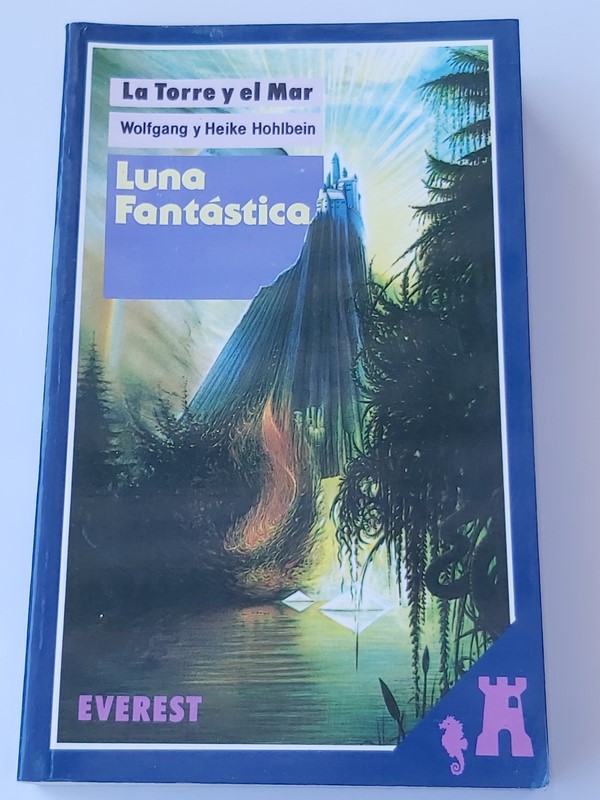 La Torre y el Mar
Wolfgang y Heike Hohlbein
Luna
Fantástica
EVEREST